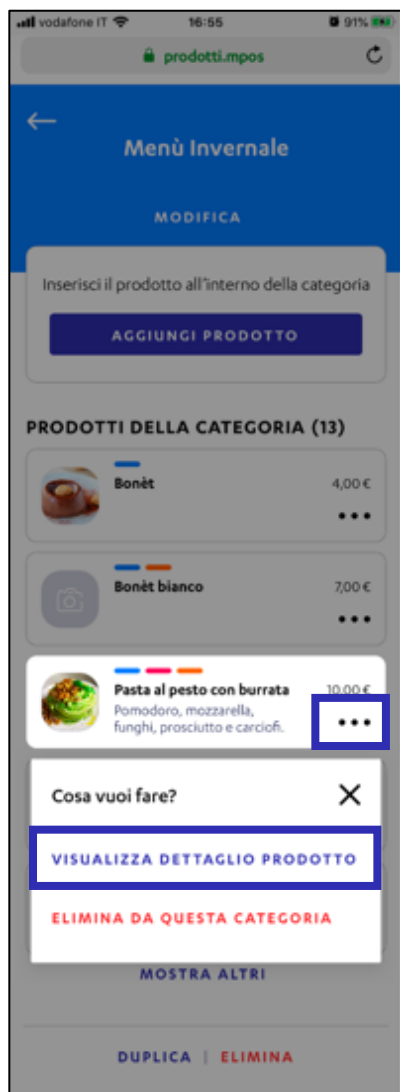 vodafone IT 16:55 91%
prodotti.mpos
Menù Invernale
MODIFICA
Inserisci il prodotto all'interno della categoria
AGGIUNGI PRODOTTO
PRODOTTI DELLA CATEGORIA (13)
Bonèt 4,00 €
Bonèt bianco 7,00 €
Pasta al pesto con burrata 10,00 €
Pomodoro, mozzarella,
funghi, prosciutto e carciofi.
Cosa vuoi fare?
VISUALIZZA DETTAGLIO PRODOTTO
ELIMINA DA QUESTA CATEGORIA
MOSTRA ALTRI
DUPLICA | ELIMINA